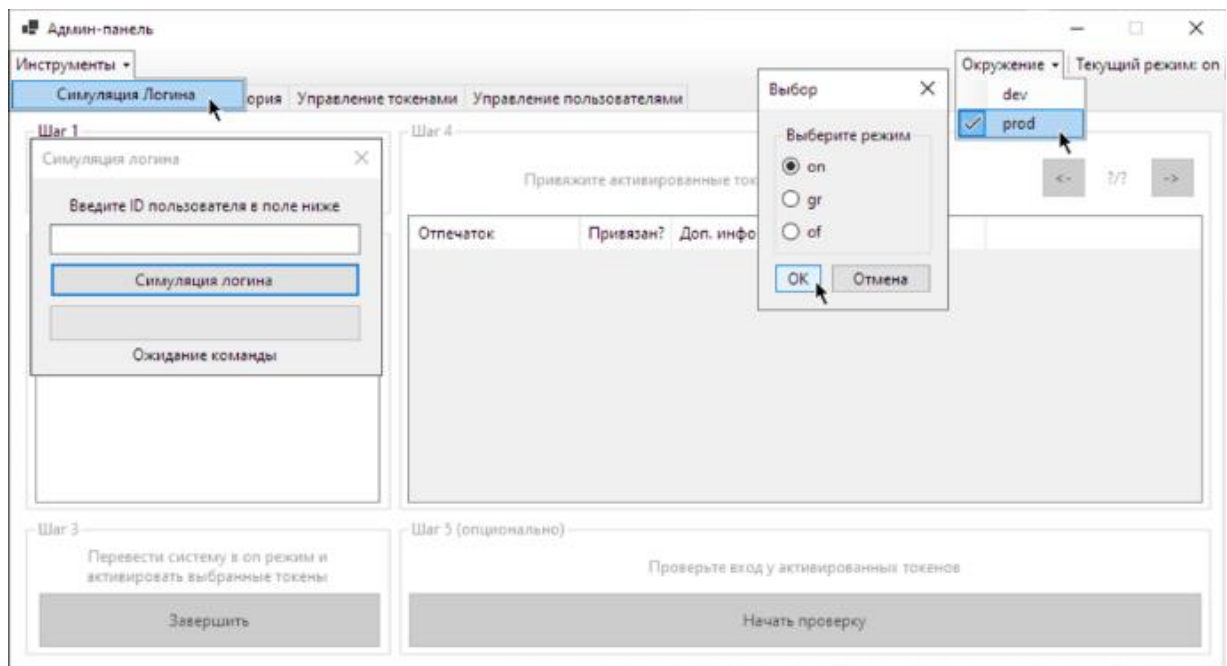 Админ-панель
Инструменты
Окружение
Текущий режим: on
Симуляция Логина
ория
Управление токенами
Управление пользователями
dev
prod
Шаг 1
Симуляция логина
Введите ID пользователя в поле ниже
Симуляция логина
Ожидание команды
Шаг 4
Привяжите активированные ток
<-
?/?
->
Отпечаток
Привязан?
Доп. инфо
Выбор
Выберите режим
on
gr
of
OK
Отмена
Шаг 3
Перевести систему в on режим и
активировать выбранные токены
Завершить
Шаг 5 (опционально)
Проверьте вход у активированных токенов
Начать проверку